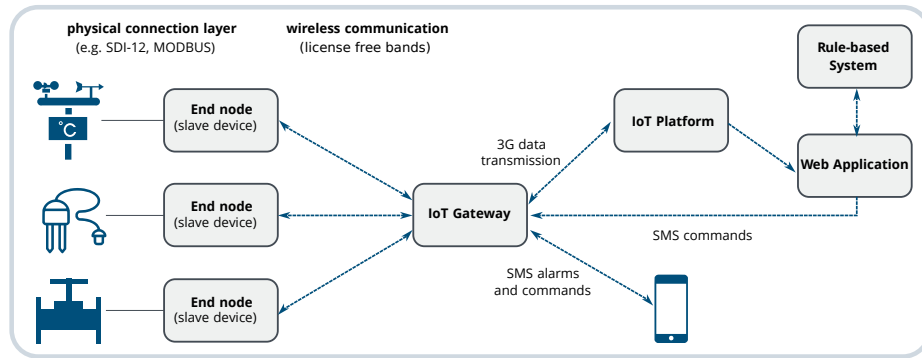 physical connection layer
(e.g. SDI-12, MODBUS)
wireless communication
(license free bands)
Rule-based
System
End node
(slave device)
°C
IoT Platform
3G data
transmission
Web Application
End node
(slave device)
IoT Gateway
SMS commands
SMS alarms
and commands
End node
(slave device)